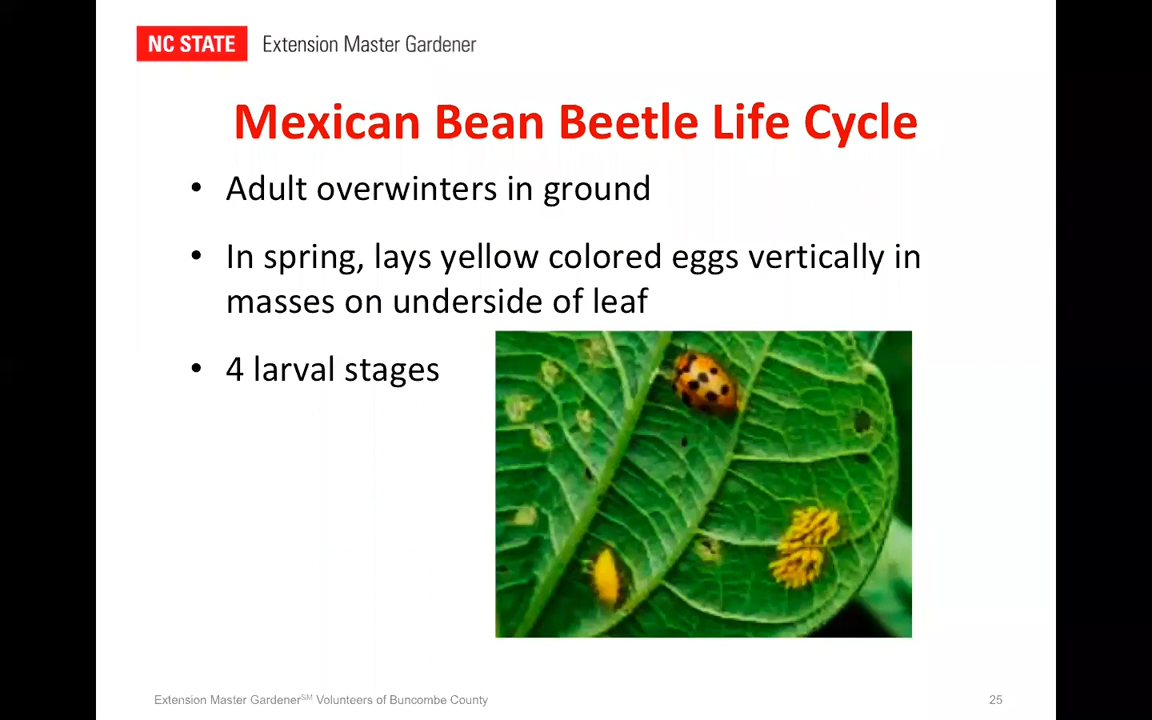 NC STATE Extension Master Gardener
Mexican Bean Beetle Life Cycle
• Adult overwinters in ground
• In spring, lays yellow colored eggs vertically in
masses on underside of leaf
• 4 larval stages
Extension Master Gardener℠ Volunteers of Buncombe County 25